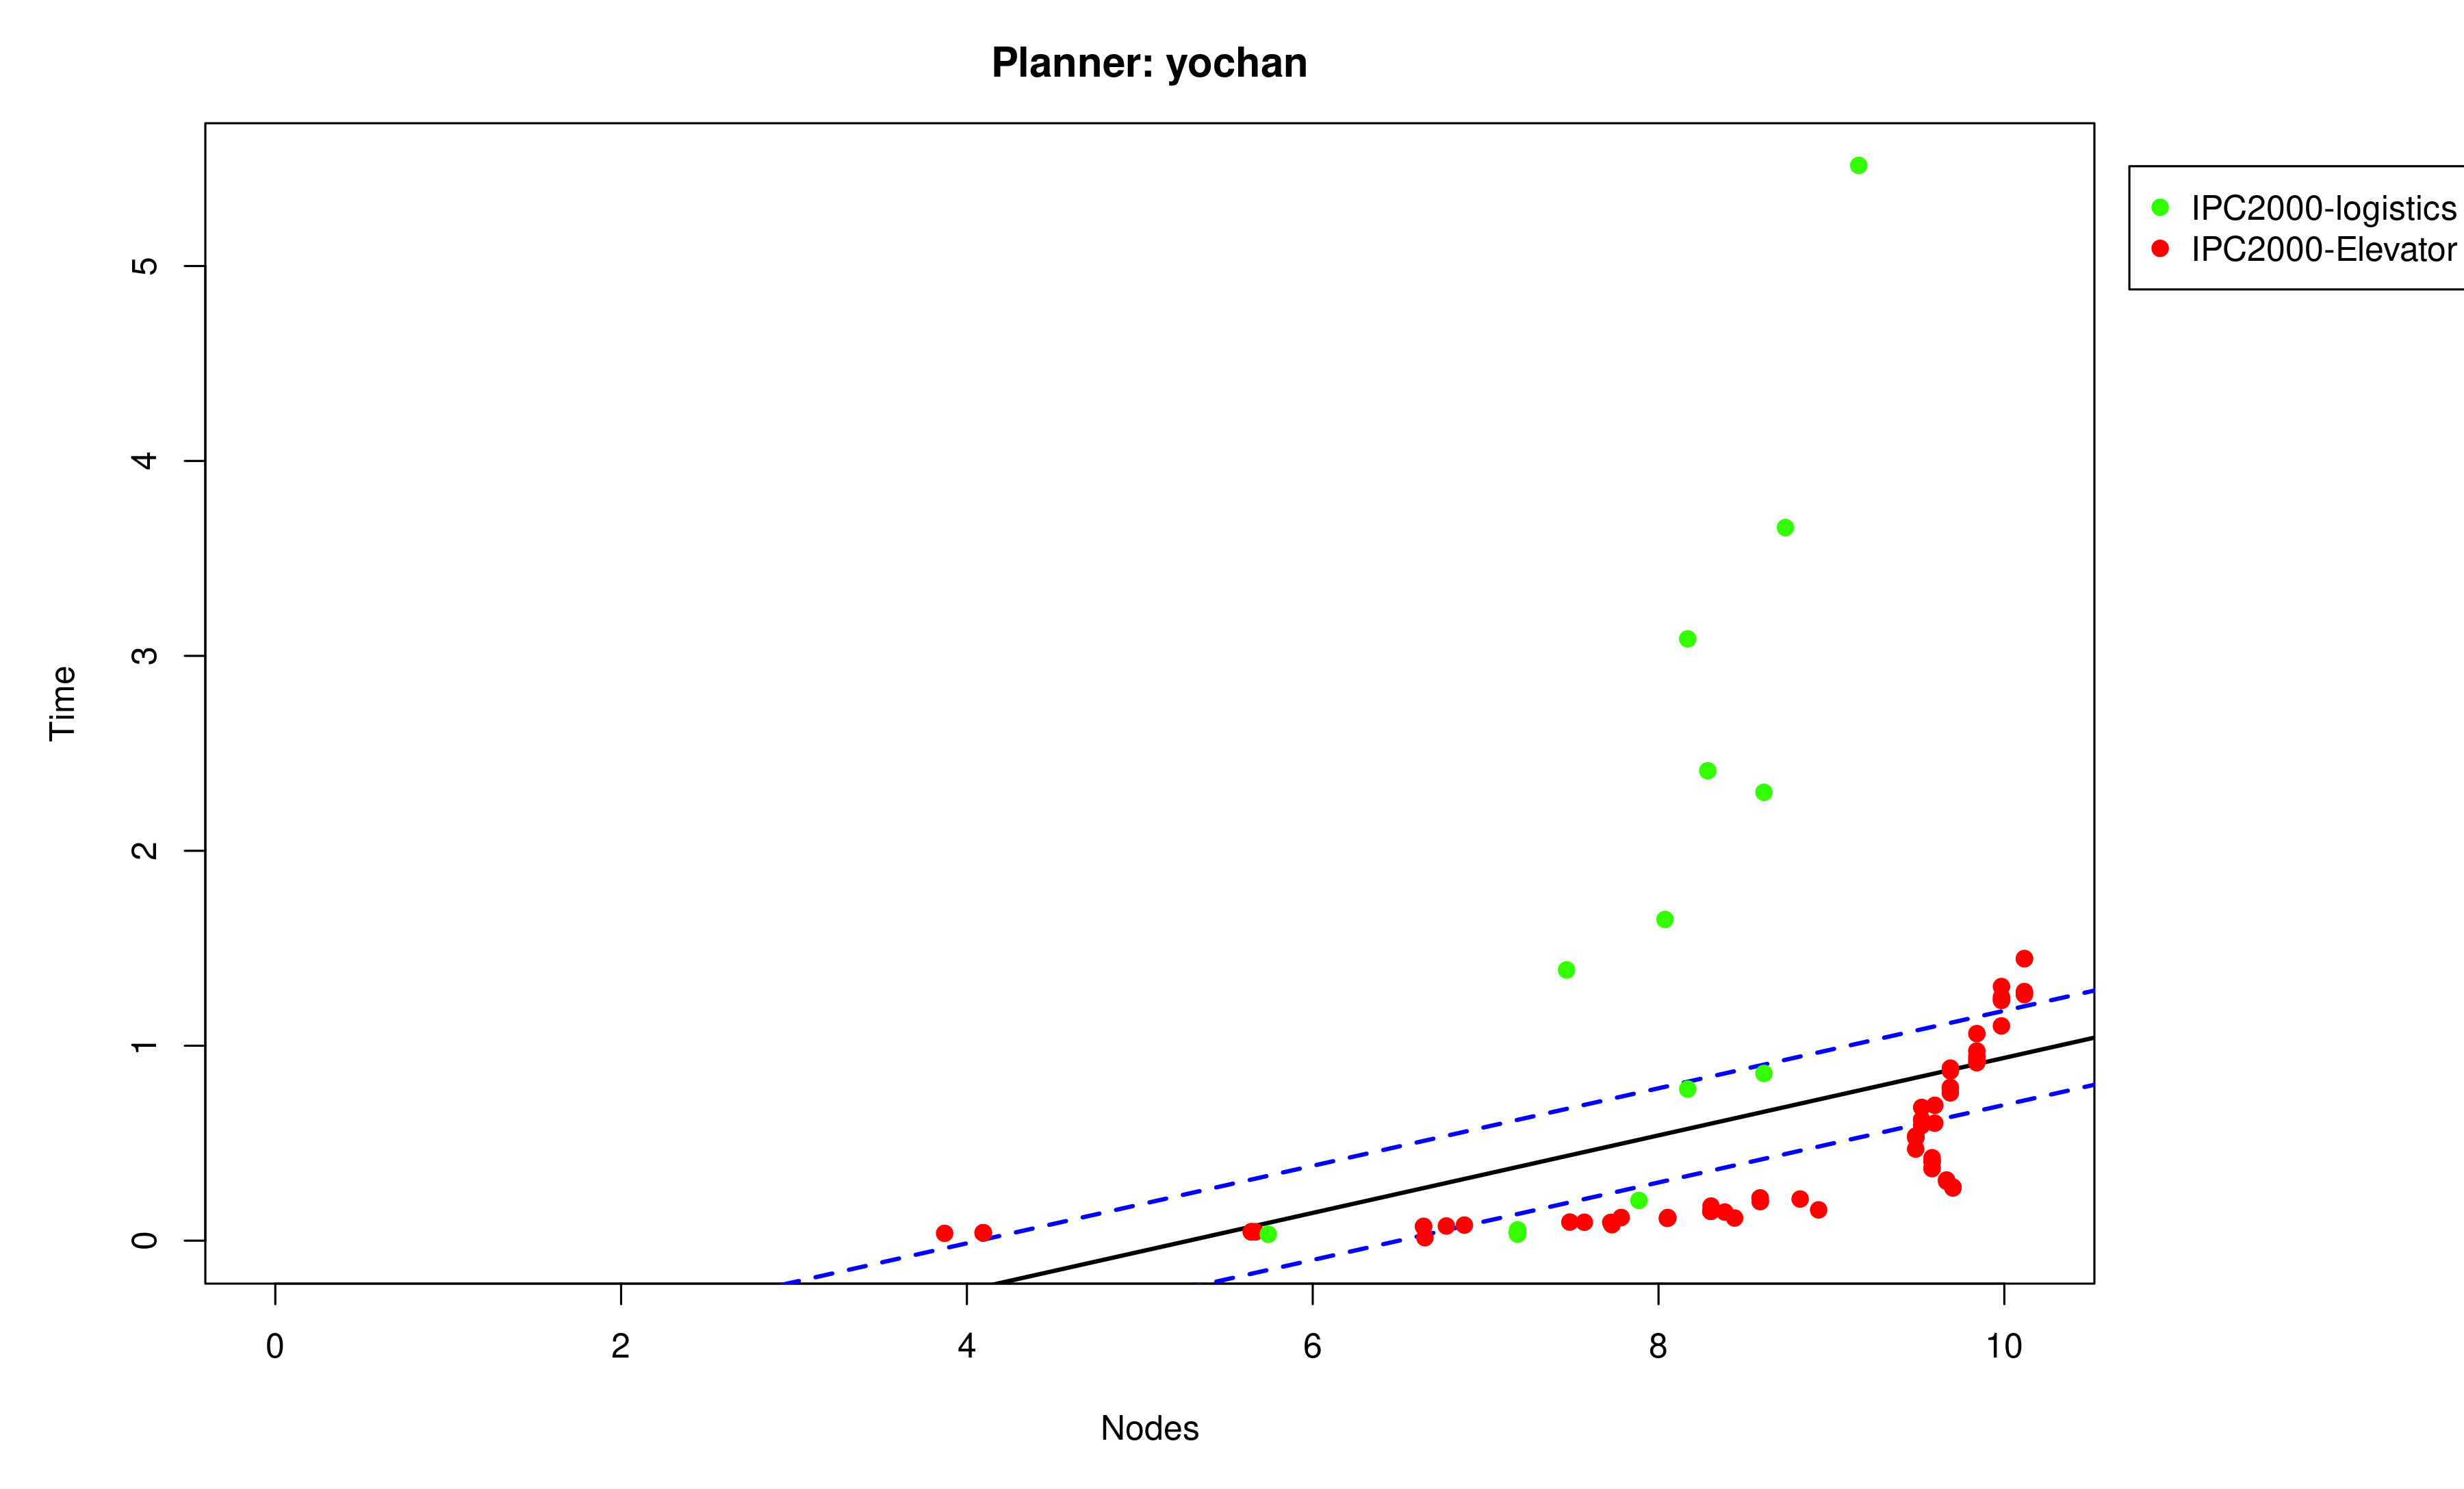 Planner: yochan
IPC2000-logistics
IPC2000-Elevator
5
4
3
2
1
0
Time
0 2 4 6 8 10
Nodes